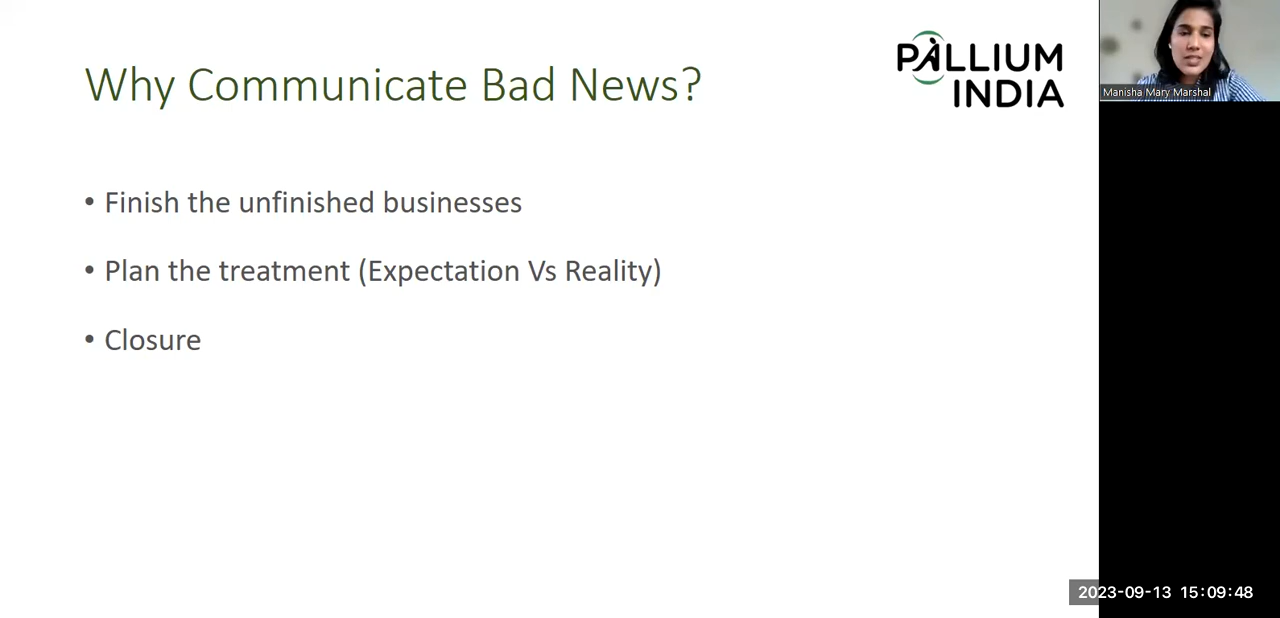 Why Communicate Bad News?
PALLIUM
INDIA
Manisha Mary Marshal
• Finish the unfinished businesses
• Plan the treatment (Expectation Vs Reality)
• Closure
2023-09-13 15:09:48